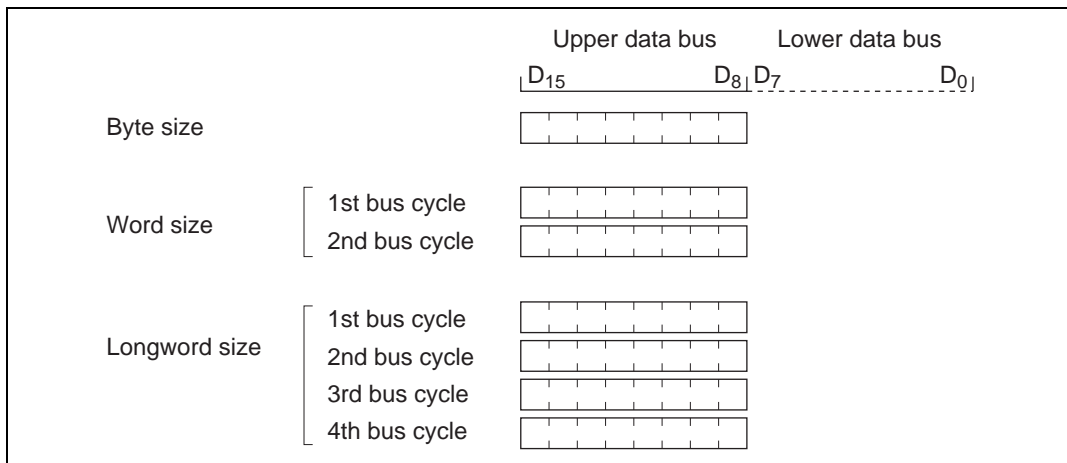 Upper data bus Lower data bus
D15 D8 D7 D0
Byte size
Word size
1st bus cycle
2nd bus cycle
Longword size
1st bus cycle
2nd bus cycle
3rd bus cycle
4th bus cycle